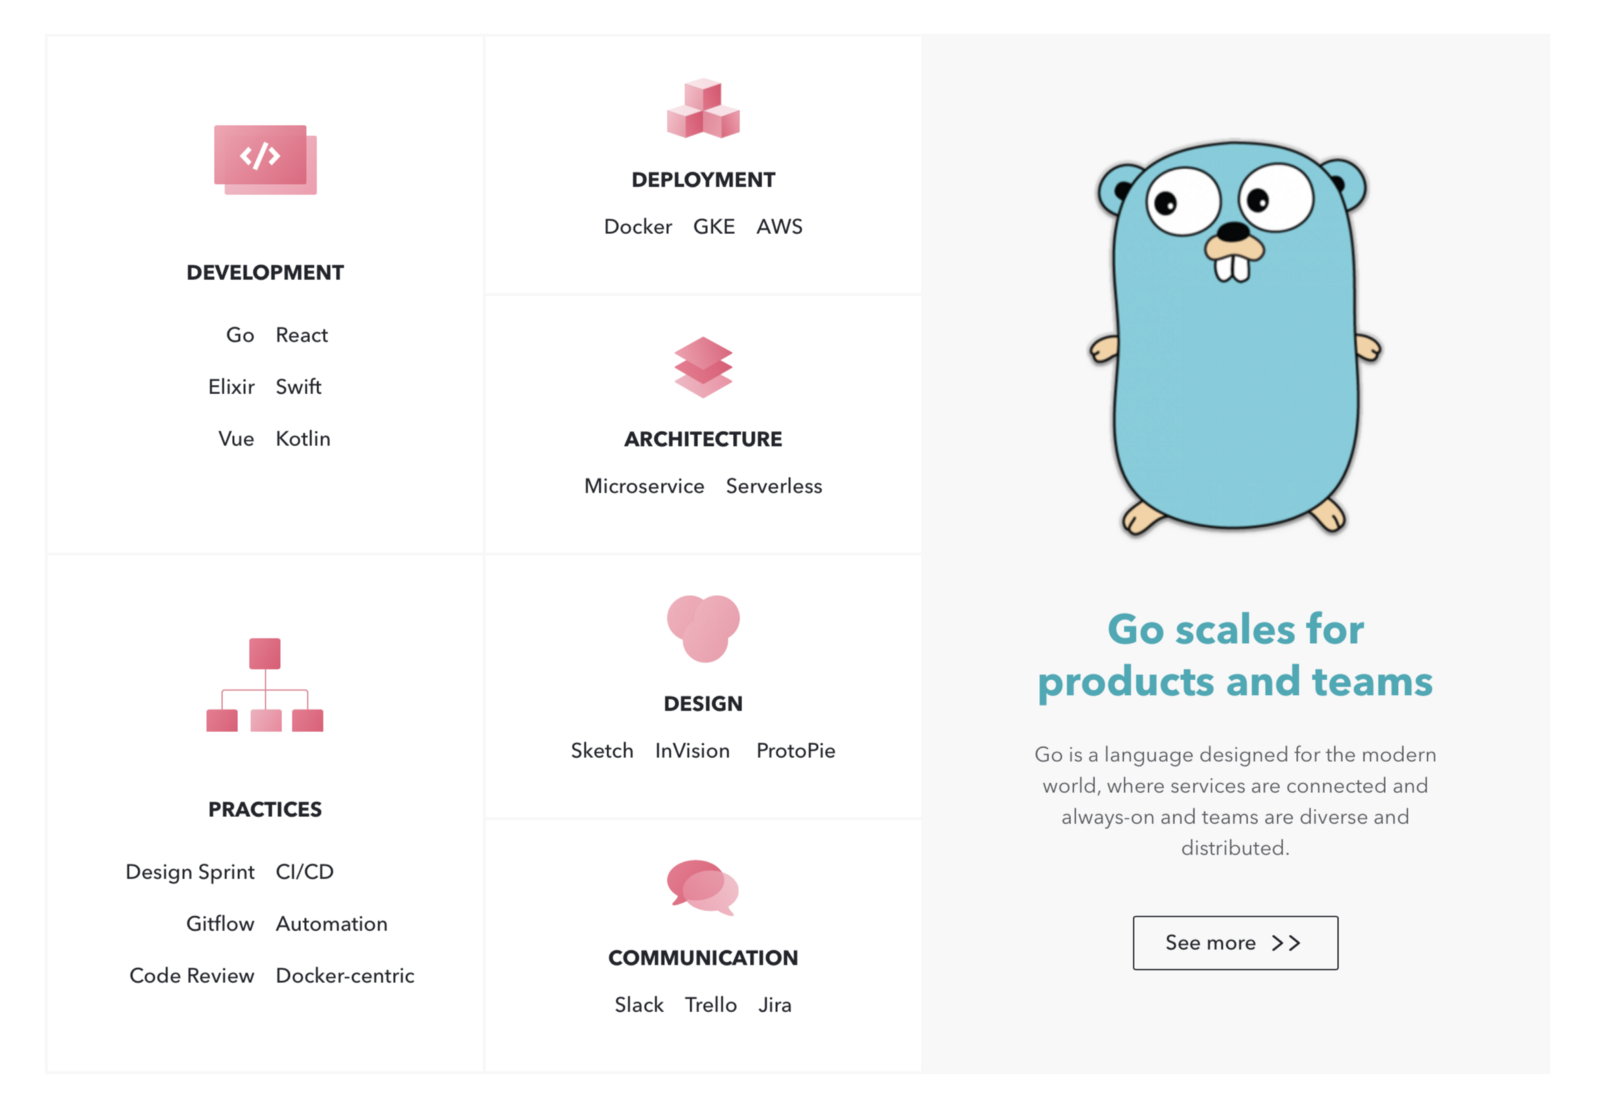 </>
DEVELOPMENT
Go React
Elixir Swift
Vue Kotlin
DEPLOYMENT
Docker GKE AWS
ARCHITECTURE
Microservice Serverless
PRACTICES
Design Sprint CI/CD
Gitflow Automation
Code Review Docker-centric
DESIGN
Sketch InVision ProtoPie
COMMUNICATION
Slack Trello Jira
Go scales for
products and teams
Go is a language designed for the modern
world, where services are connected and
always-on and teams are diverse and
distributed.
See more >>